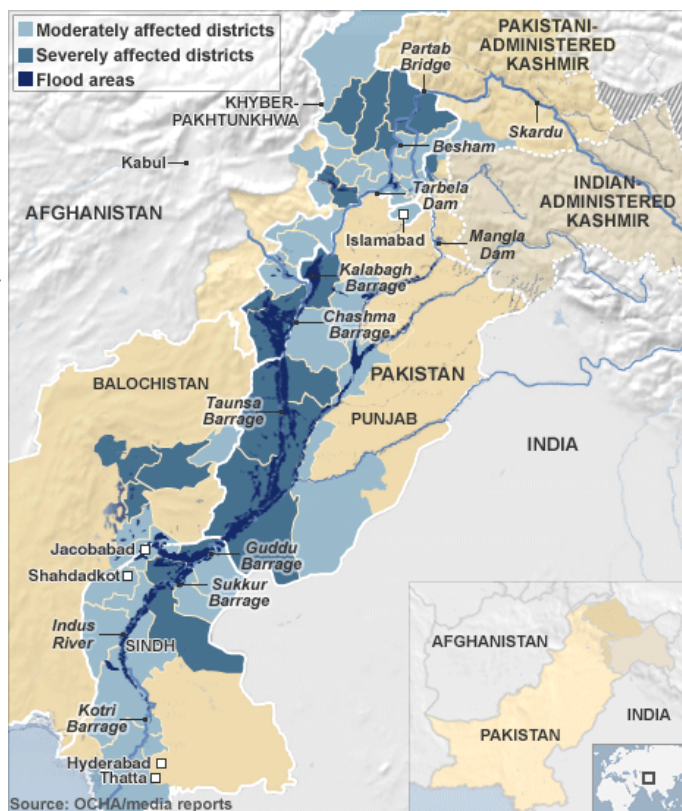 Moderately affected districts
Severely affected districts
Flood areas
PAKISTANI-
ADMINISTERED
KASHMIR
Partab
Bridge
KHYBER-
PAKHTUNKHWA
Skardu
Besham
Kabul
Tarbela
Dam
INDIAN-
ADMINISTERED
KASHMIR
AFGHANISTAN
Islamabad
Mangla
Dam
Kalabagh
Barrage
Chashma
Barrage
BALOCHISTAN
PAKISTAN
Taunsa
Barrage
PUNJAB
INDIA
Jacobabad
Guddu
Barrage
Shahdadkot
Sukkur
Barrage
Indus
River
SINDH
Kotri
Barrage
Hyderabad
Thatta
AFGHANISTAN
INDIA
PAKISTAN
Source: OCHA/media reports